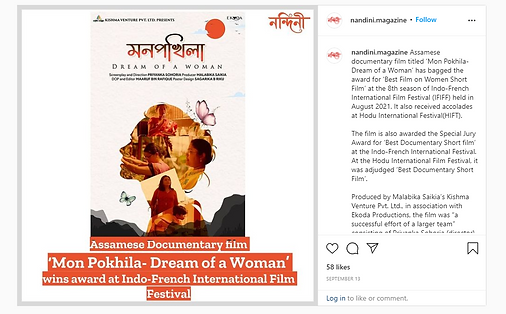 KISHMA VENTURE PVT. LTD. PRESENTS
EKODA
নন্দিনী
মনপখিলা
DREAM OF A WOMAN
Screenplay and Direction PRIYANKA SOHORIA Producer MALABIKA SAIKIA
DOP and Editor HIAARUF BIN RAFIQUE Poster Design SAGARIKA B RIKU
Assamese Documentary film
'Mon Pokhila- Dream of a Woman'
wins award at Indo-French International Film
Festival
nandini.magazine • Follow
nandini.magazine Assamese
documentary film titled 'Mon Pokhila-
Dream of a Woman' has bagged the
award for 'Best Film on Women Short
Film' at the 8th season of Indo-French
International Film Festival (IFIFF) held in
August 2021. It also received accolades
at Hodu International Festival(HIFT).
The film is also awarded the Special Jury
Award for 'Best Documentary Short film'
at the Indo-French International Festival.
At the Hodu International Film Festival, it
was adjudged 'Best Documentary Short
Film'.
Produced by Malabika Saikia's Kishma
Venture Pvt. Ltd., in association with
Ekoda Productions, the film was "a
successful effort of a larger team"
58 likes
SEPTEMBER 13
Log in to like or comment.